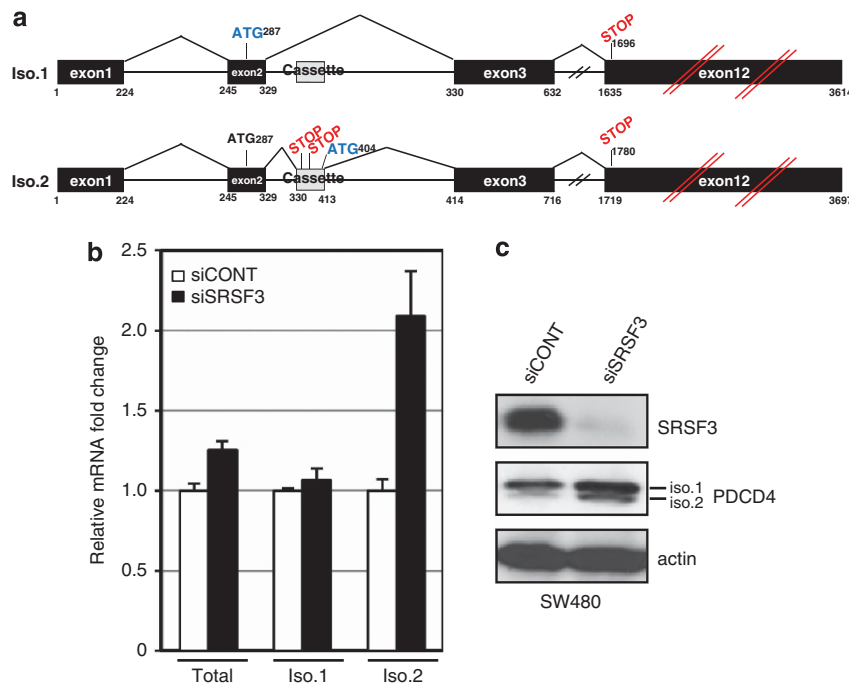 a
ATG287
STOP
1696
Iso.1
exon1
exon2
Cassette
exon3
exon12
1
224
245
329
330
632
1635
3614
ATG287
STOP
STOP
ATG404
STOP
1780
Iso.2
exon1
exon2
Cassette
exon3
exon12
1
224
245
329
330
413
414
716
1719
3697
b
Relative mRNA fold change
2.5
2.0
1.5
1.0
0.5
0
siCONT
siSRSF3
Total
Iso.1
Iso.2
c
siCONT
siSRSF3
SRSF3
iso.1
iso.2
PDCD4
actin
SW480